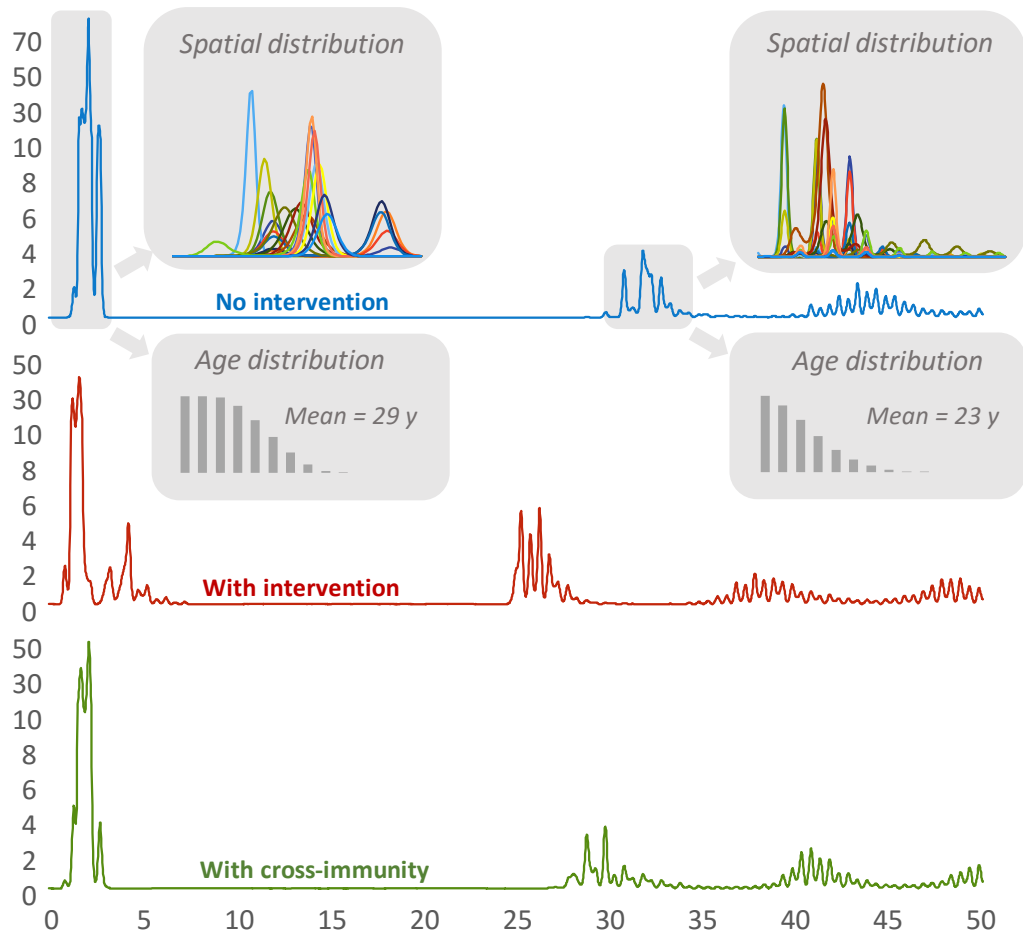 70
50
30
10
8
6
4
2
0
Spatial distribution
Spatial distribution
No intervention
Age distribution
Mean = 29 y
Age distribution
Mean = 23 y
50
30
10
8
6
4
2
0
With intervention
50
30
10
8
6
4
2
0
With cross-immunity
0 5 10 15 20 25 30 35 40 45 50